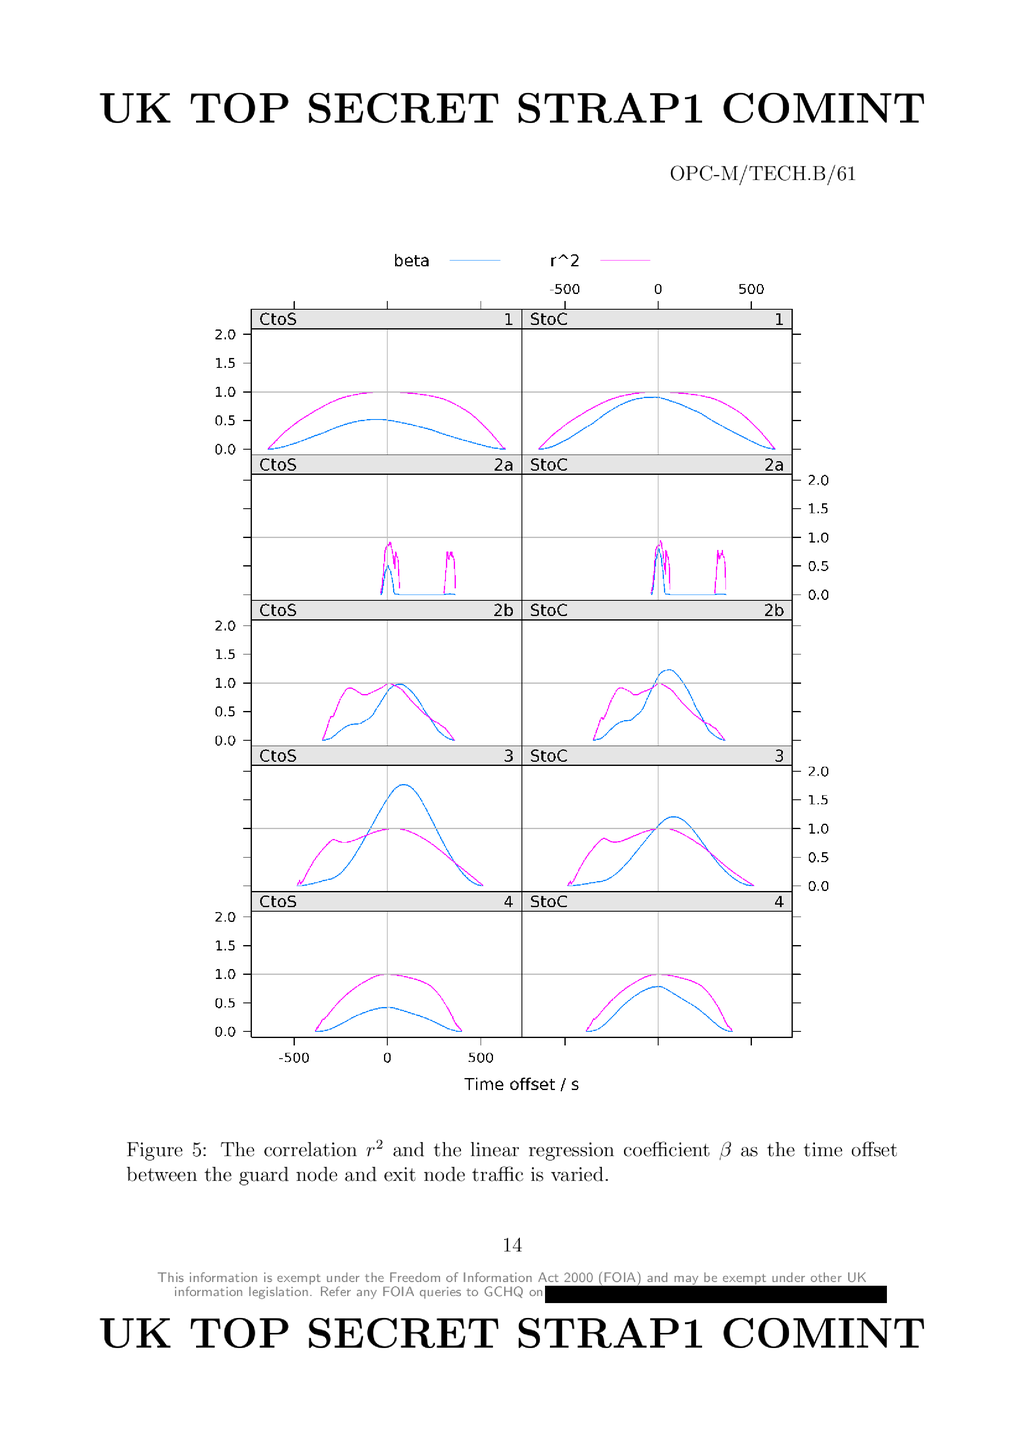 UK TOP SECRET STRAP1 COMINT
OPC-M/TECH.B/61
beta r^2
-500 0 500
CtoS 1 StoC 1
2.0
1.5
1.0
0.5
0.0
CtoS 2a StoC 2a
2.0
1.5
1.0
0.5
0.0
CtoS 2b StoC 2b
2.0
1.5
1.0
0.5
0.0
CtoS 3 StoC 3
2.0
1.5
1.0
0.5
0.0
CtoS 4 StoC 4
2.0
1.5
1.0
0.5
0.0
-500 0 500
Time offset / s
Figure 5: The correlation r² and the linear regression coefficient β as the time offset
between the guard node and exit node traffic is varied.
14
This information is exempt under the Freedom of Information Act 2000 (FOIA) and may be exempt under other UK
information legislation. Refer any FOIA queries to GCHQ on
UK TOP SECRET STRAP1 COMINT